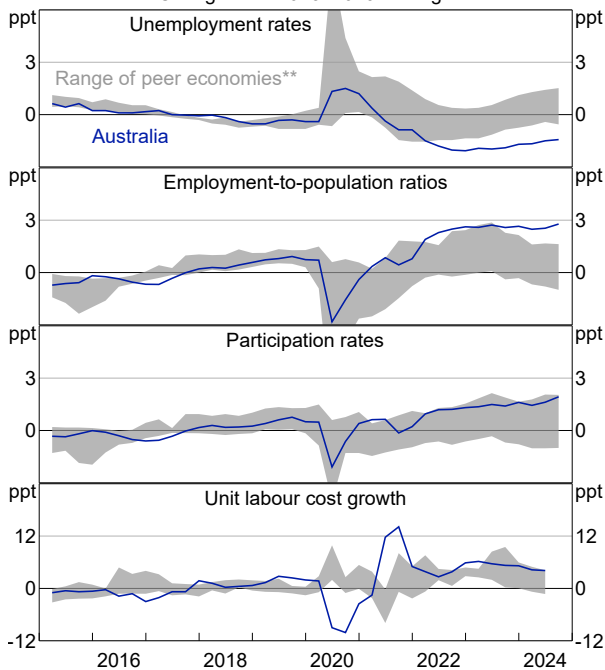 ppt
Unemployment rates
ppt
3
3
Range of peer economies**
0
0
Australia
ppt
Employment-to-population ratios
ppt
3
3
0
0
ppt
Participation rates
ppt
3
3
0
0
ppt
Unit labour cost growth
ppt
12
12
0
0
-12
-12
2016
2018
2020
2022
2024